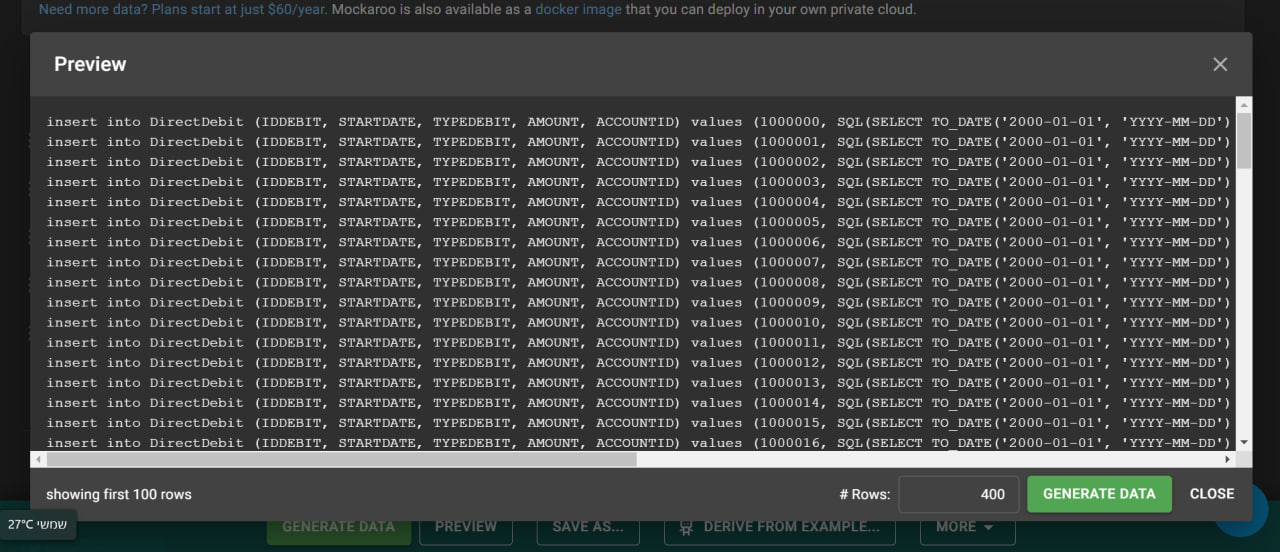 Need more data? Plans start at just $60/year. Mockaroo is also available as a docker image that you can deploy in your own private cloud.
Preview
insert into DirectDebit (IDDEBIT, STARTDATE, TYPEDEBIT, AMOUNT, ACCOUNTID) values (1000000, SQL(SELECT TO_DATE('2000-01-01', 'YYYY-MM-DD')
insert into DirectDebit (IDDEBIT, STARTDATE, TYPEDEBIT, AMOUNT, ACCOUNTID) values (1000001, SQL(SELECT TO_DATE('2000-01-01', 'YYYY-MM-DD')
insert into DirectDebit (IDDEBIT, STARTDATE, TYPEDEBIT, AMOUNT, ACCOUNTID) values (1000002, SQL(SELECT TO_DATE('2000-01-01', 'YYYY-MM-DD')
insert into DirectDebit (IDDEBIT, STARTDATE, TYPEDEBIT, AMOUNT, ACCOUNTID) values (1000003, SQL(SELECT TO_DATE('2000-01-01', 'YYYY-MM-DD')
insert into DirectDebit (IDDEBIT, STARTDATE, TYPEDEBIT, AMOUNT, ACCOUNTID) values (1000004, SQL(SELECT TO_DATE('2000-01-01', 'YYYY-MM-DD')
insert into DirectDebit (IDDEBIT, STARTDATE, TYPEDEBIT, AMOUNT, ACCOUNTID) values (1000005, SQL(SELECT TO_DATE('2000-01-01', 'YYYY-MM-DD')
insert into DirectDebit (IDDEBIT, STARTDATE, TYPEDEBIT, AMOUNT, ACCOUNTID) values (1000006, SQL(SELECT TO_DATE('2000-01-01', 'YYYY-MM-DD')
insert into DirectDebit (IDDEBIT, STARTDATE, TYPEDEBIT, AMOUNT, ACCOUNTID) values (1000007, SQL(SELECT TO_DATE('2000-01-01', 'YYYY-MM-DD')
insert into DirectDebit (IDDEBIT, STARTDATE, TYPEDEBIT, AMOUNT, ACCOUNTID) values (1000008, SQL(SELECT TO_DATE('2000-01-01', 'YYYY-MM-DD')
insert into DirectDebit (IDDEBIT, STARTDATE, TYPEDEBIT, AMOUNT, ACCOUNTID) values (1000009, SQL(SELECT TO_DATE('2000-01-01', 'YYYY-MM-DD')
insert into DirectDebit (IDDEBIT, STARTDATE, TYPEDEBIT, AMOUNT, ACCOUNTID) values (1000010, SQL(SELECT TO_DATE('2000-01-01', 'YYYY-MM-DD')
insert into DirectDebit (IDDEBIT, STARTDATE, TYPEDEBIT, AMOUNT, ACCOUNTID) values (1000011, SQL(SELECT TO_DATE('2000-01-01', 'YYYY-MM-DD')
insert into DirectDebit (IDDEBIT, STARTDATE, TYPEDEBIT, AMOUNT, ACCOUNTID) values (1000012, SQL(SELECT TO_DATE('2000-01-01', 'YYYY-MM-DD')
insert into DirectDebit (IDDEBIT, STARTDATE, TYPEDEBIT, AMOUNT, ACCOUNTID) values (1000013, SQL(SELECT TO_DATE('2000-01-01', 'YYYY-MM-DD')
insert into DirectDebit (IDDEBIT, STARTDATE, TYPEDEBIT, AMOUNT, ACCOUNTID) values (1000014, SQL(SELECT TO_DATE('2000-01-01', 'YYYY-MM-DD')
insert into DirectDebit (IDDEBIT, STARTDATE, TYPEDEBIT, AMOUNT, ACCOUNTID) values (1000015, SQL(SELECT TO_DATE('2000-01-01', 'YYYY-MM-DD')
insert into DirectDebit (IDDEBIT, STARTDATE, TYPEDEBIT, AMOUNT, ACCOUNTID) values (1000016, SQL(SELECT TO_DATE('2000-01-01', 'YYYY-MM-DD')
showing first 100 rows # Rows: 400 GENERATE DATA CLOSE
27°C שמשי
GENERATE DATA PREVIEW SAVE AS... DERIVE FROM EXAMPLE... MORE